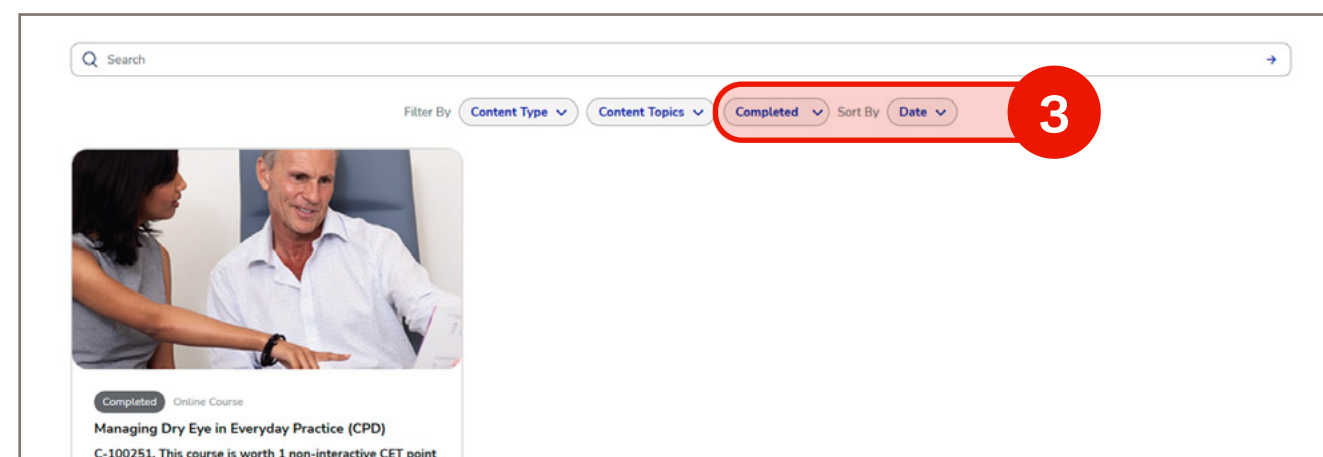 Search
Filter By Content Type Content Topics Completed Sort By Date 3
Completed Online Course
Managing Dry Eye in Everyday Practice (CPD)
C-100251. This course is worth 1 non-interactive CET point